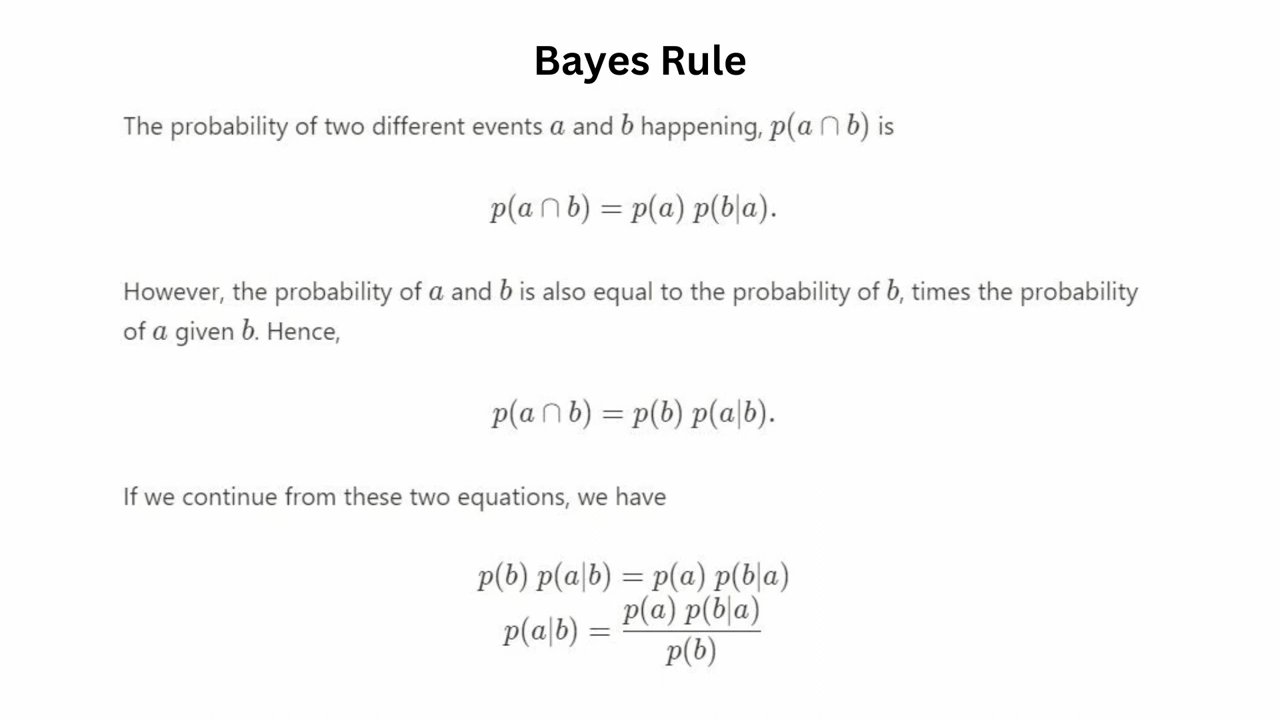 Bayes Rule
The probability of two different events a and b happening, p(a ∩ b) is
p(a ∩ b) = p(a) p(b|a).
However, the probability of a and b is also equal to the probability of b, times the probability
of a given b. Hence,
p(a ∩ b) = p(b) p(a|b).
If we continue from these two equations, we have
p(b) p(a|b) = p(a) p(b|a)
p(a|b) = p(a) p(b|a) / p(b)